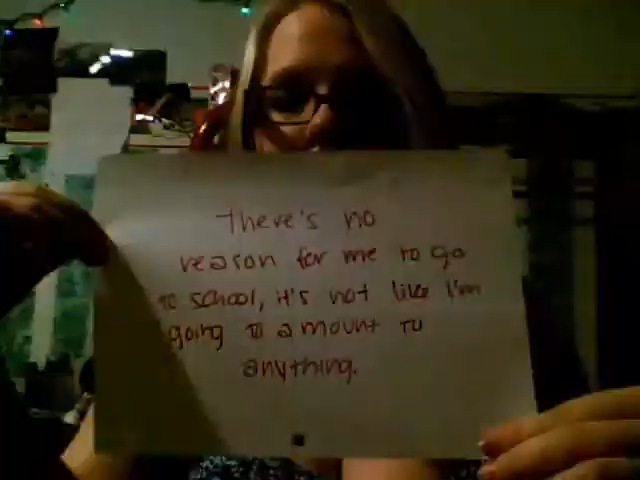 There's no
reason for me to go
to school, it's not like I'm
going to amount to
anything.